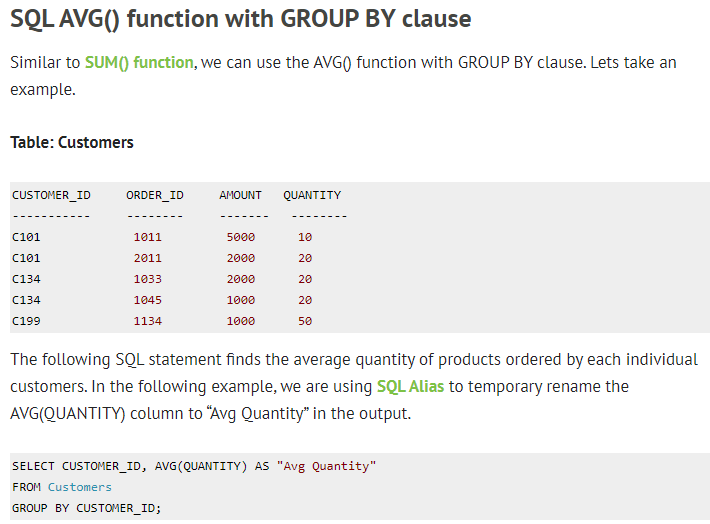 SQL AVG() function with GROUP BY clause
Similar to SUM() function, we can use the AVG() function with GROUP BY clause. Lets take an
example.
Table: Customers
CUSTOMER_ID ORDER_ID AMOUNT QUANTITY
----------- -------- ------- --------
C101 1011 5000 10
C101 2011 2000 20
C134 1033 2000 20
C134 1045 1000 20
C199 1134 1000 50
The following SQL statement finds the average quantity of products ordered by each individual
customers. In the following example, we are using SQL Alias to temporary rename the
AVG(QUANTITY) column to “Avg Quantity” in the output.
SELECT CUSTOMER_ID, AVG(QUANTITY) AS "Avg Quantity"
FROM Customers
GROUP BY CUSTOMER_ID;